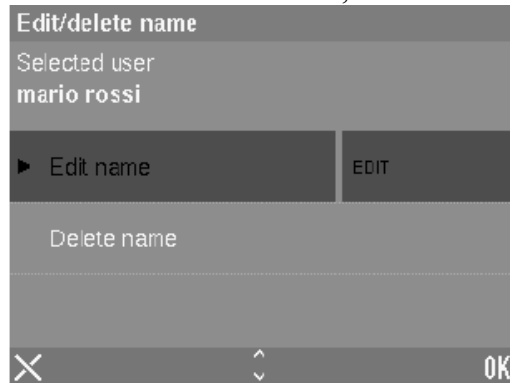 Edit/delete name
Selected user
mario rossi
Edit name EDIT
Delete name
OK